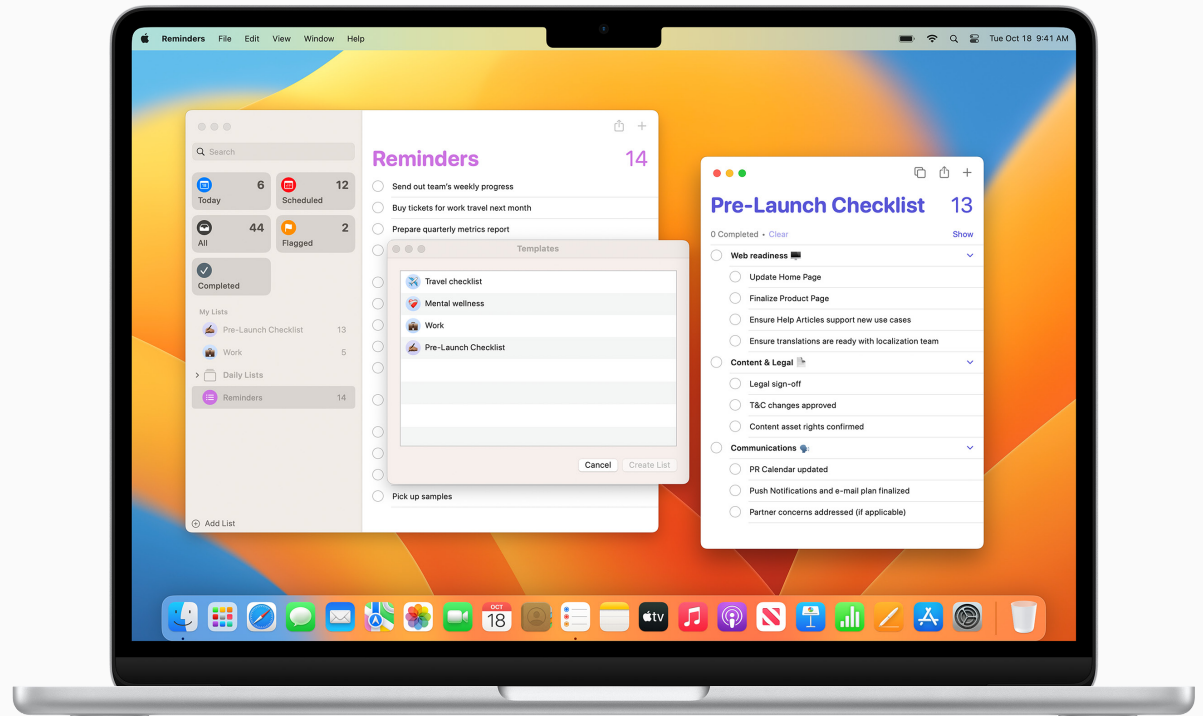 Reminders File Edit View Window Help
Tue Oct 18 9:41 AM
Search
6
Today
12
Scheduled
44
All
2
Flagged
Completed
My Lists
Pre-Launch Checklist 13
Work 5
Daily Lists
Reminders 14
Add List
Reminders 14
Send out team's weekly progress
Buy tickets for work travel next month
Prepare quarterly metrics report
Pick up samples
Templates
Travel checklist
Mental wellness
Work
Pre-Launch Checklist
Cancel Create List
Pre-Launch Checklist 13
0 Completed • Clear Show
Web readiness
Update Home Page
Finalize Product Page
Ensure Help Articles support new use cases
Ensure translations are ready with localization team
Content & Legal
Legal sign-off
T&C changes approved
Content asset rights confirmed
Communications
PR Calendar updated
Push Notifications and e-mail plan finalized
Partner concerns addressed (if applicable)
OCT
18
tv